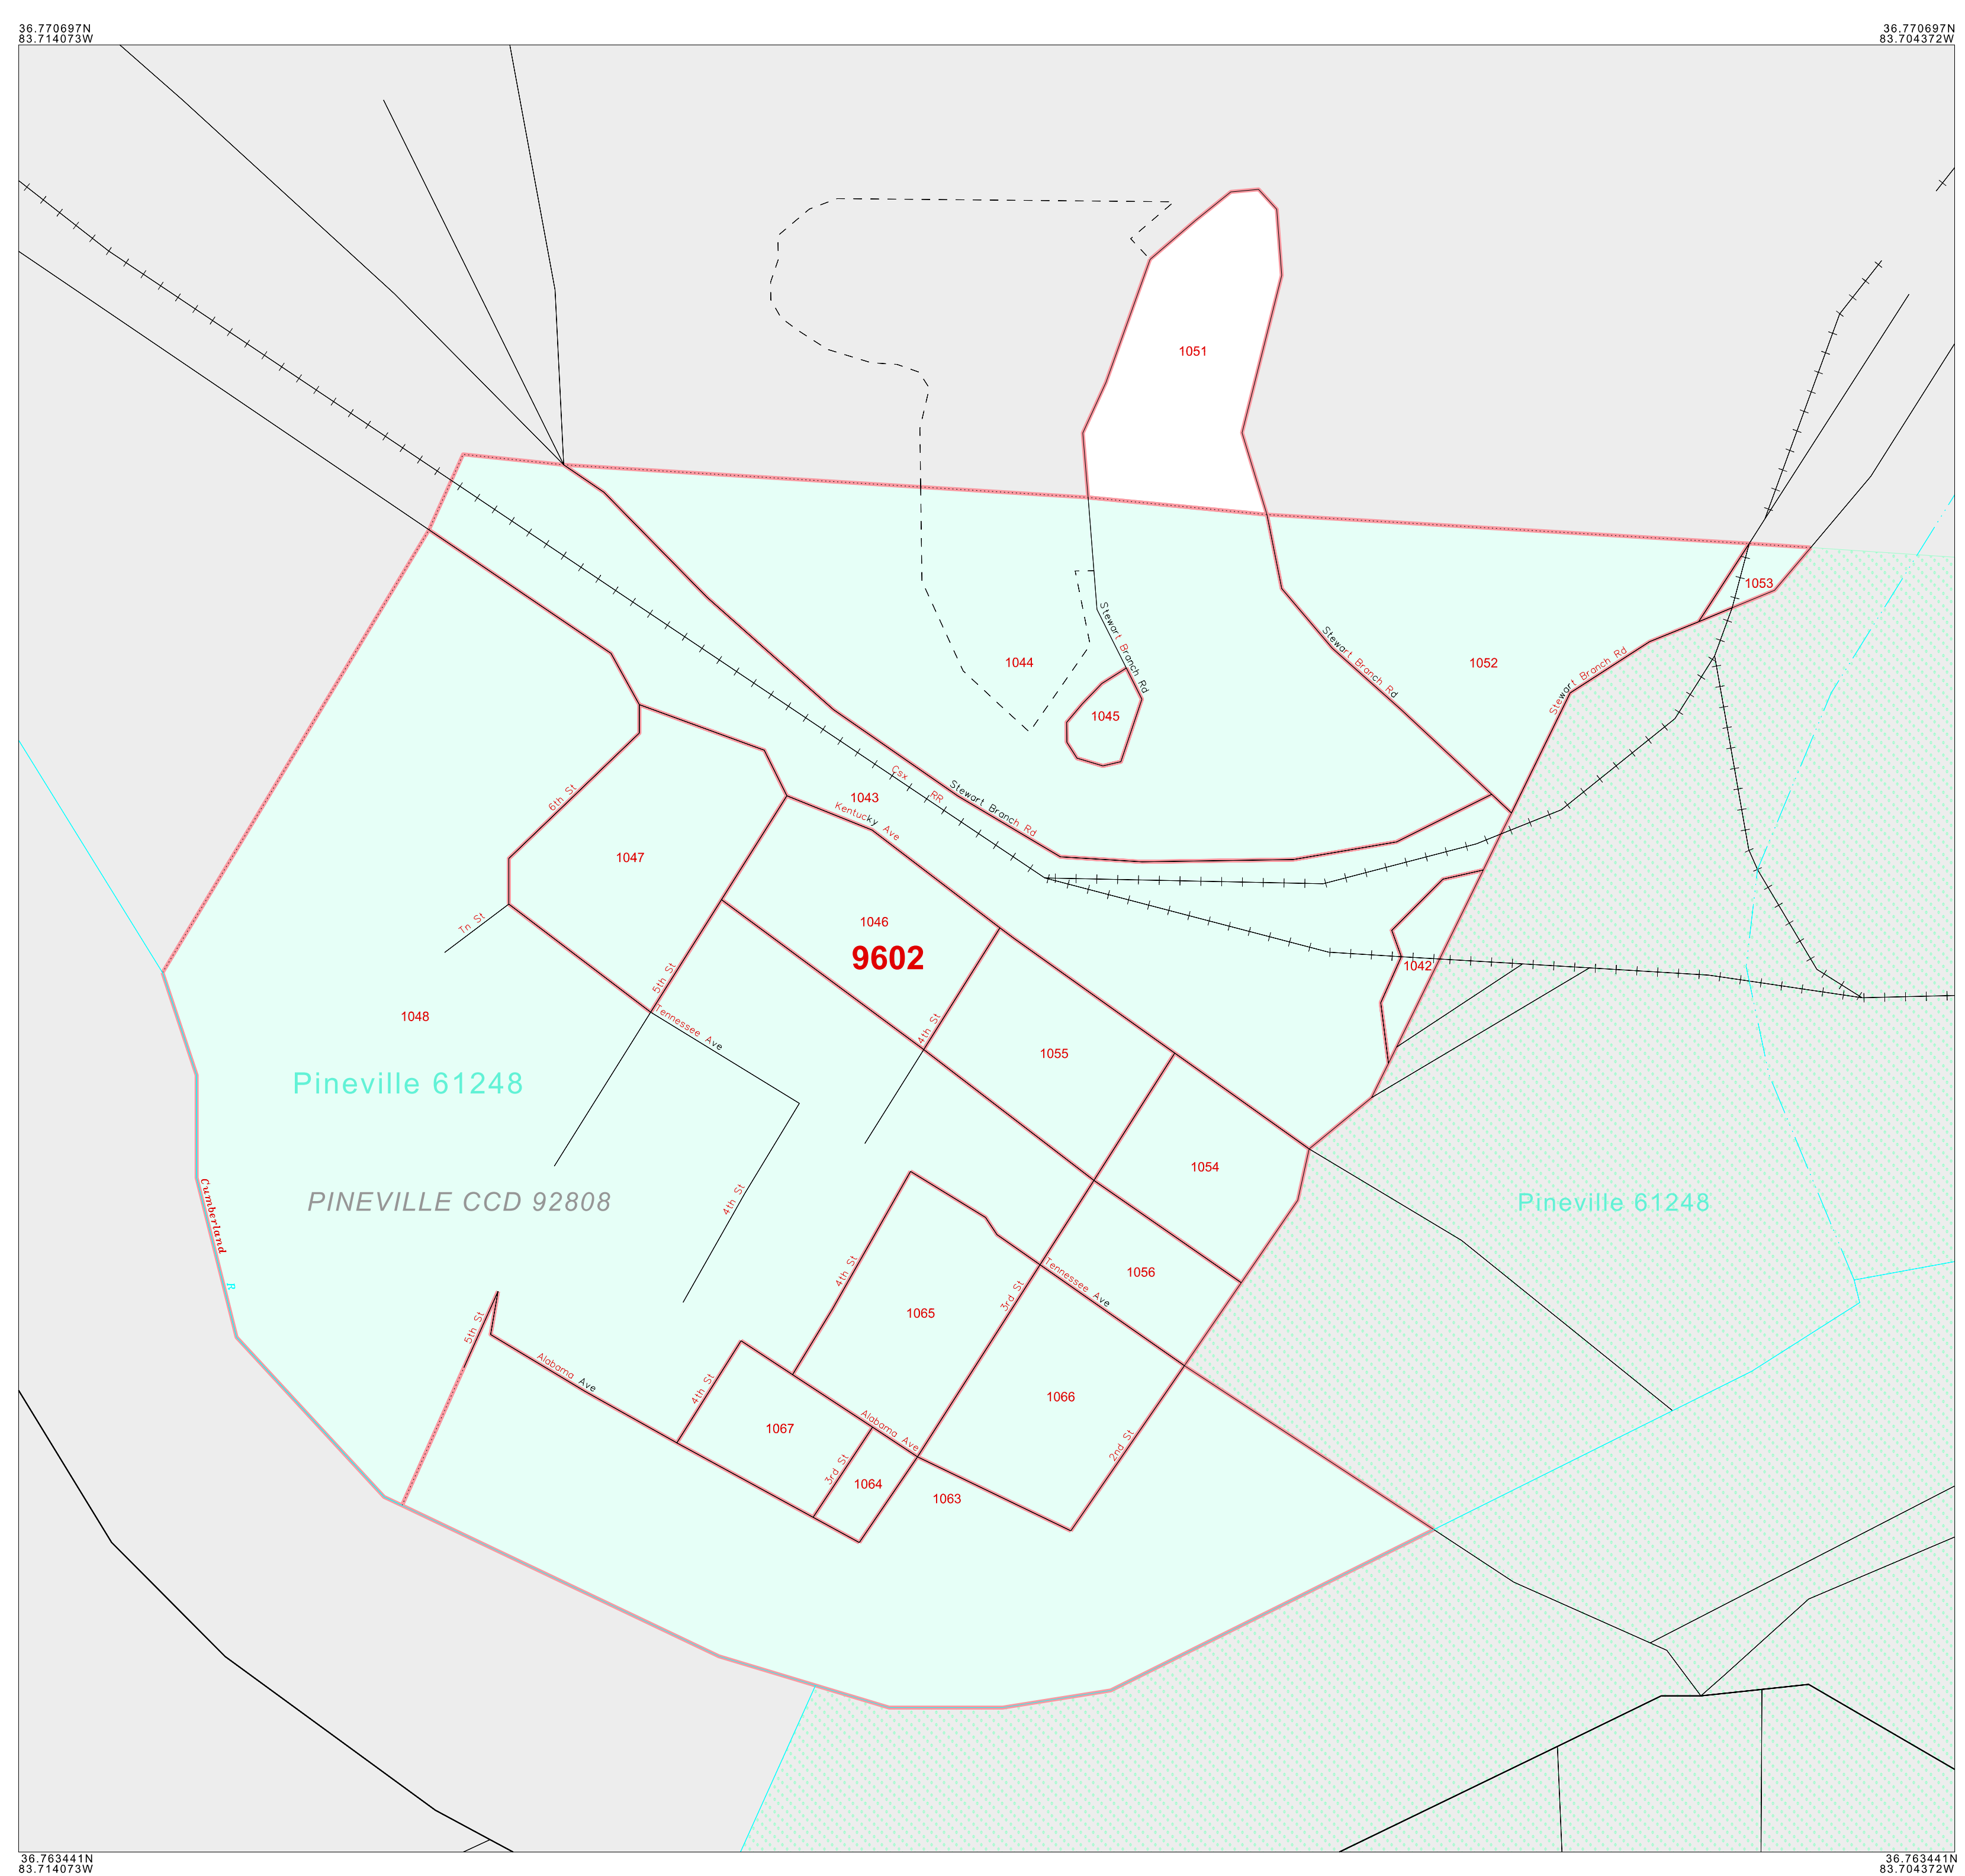 36.770697N
83.714073W
36.770697N
83.704372W
1051
1053
Stewart Branch Rd
Stewart Branch Rd
Stewart Branch Rd
1044
1052
1045
Csx RR
Stewart Branch Rd
6th St
1043
Kentucky Ave
1047
1046
Tn St
9602
1042
5th St
Tennessee Ave
1048
4th St
1055
Pineville 61248
1054
PINEVILLE CCD 92808
4th St
Pineville 61248
Cumberland R
4th St
1056
Tennessee Ave
3rd St
1065
5th St
Alabama Ave
4th St
1066
1067
Alabama Ave
2nd St
3rd St
1064
1063
36.763441N
83.714073W
36.763441N
83.704372W